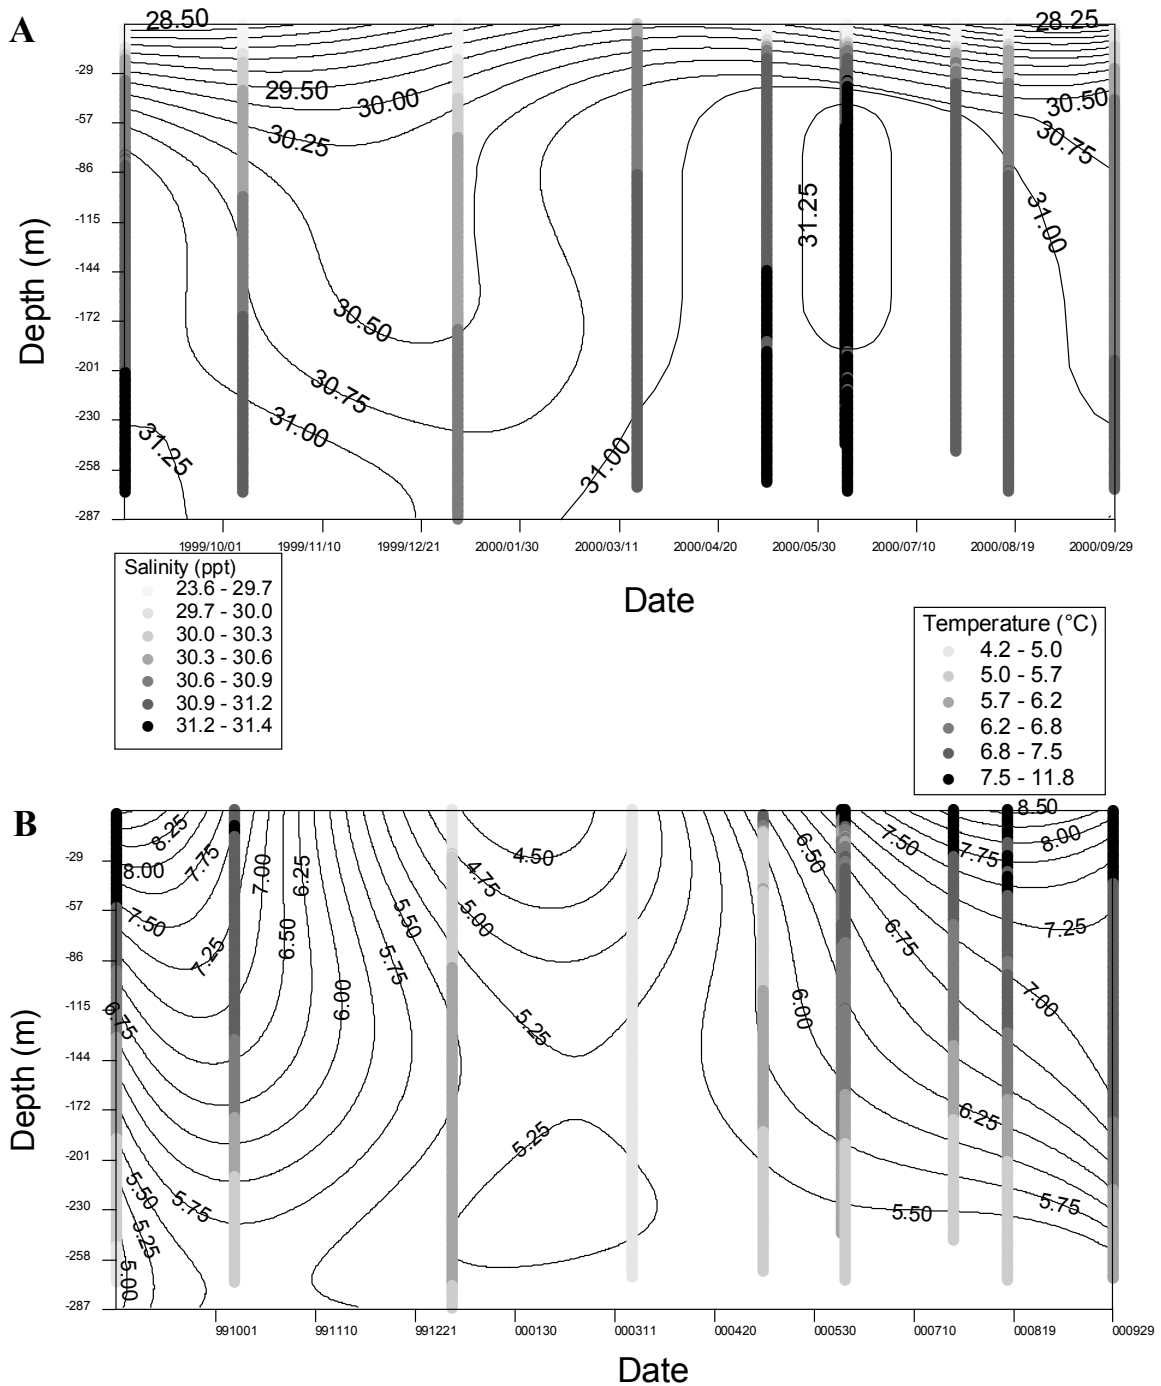 A
28.50
28.25
-29
29.50
30.00
30.50
-57
30.25
30.75
-86
31.25
31.00
-115
-144
30.50
-172
-201
30.75
-230
31.00
31.25
31.00
-258
-287
Depth (m)
1999/10/01 1999/11/10 1999/12/21 2000/01/30 2000/03/11 2000/04/20 2000/05/30 2000/07/10 2000/08/19 2000/09/29
Date
Salinity (ppt)
23.6 - 29.7
29.7 - 30.0
30.0 - 30.3
30.3 - 30.6
30.6 - 30.9
30.9 - 31.2
31.2 - 31.4
Temperature (°C)
4.2 - 5.0
5.0 - 5.7
5.7 - 6.2
6.2 - 6.8
6.8 - 7.5
7.5 - 11.8
B
8.50
8.25
7.50
8.00
-29
8.00
7.75
7.00
6.25
4.50
4.75
6.50
7.75
-57
7.50
5.50
5.00
7.25
-86
7.25
6.50
5.75
6.75
-115
6.75
6.00
5.25
6.00
7.00
-144
-172
6.25
-201
5.25
-230
5.50
5.75
5.50
5.75
-258
5.25
5.00
-287
Depth (m)
991001 991110 991221 000130 000311 000420 000530 000710 000819 000929
Date